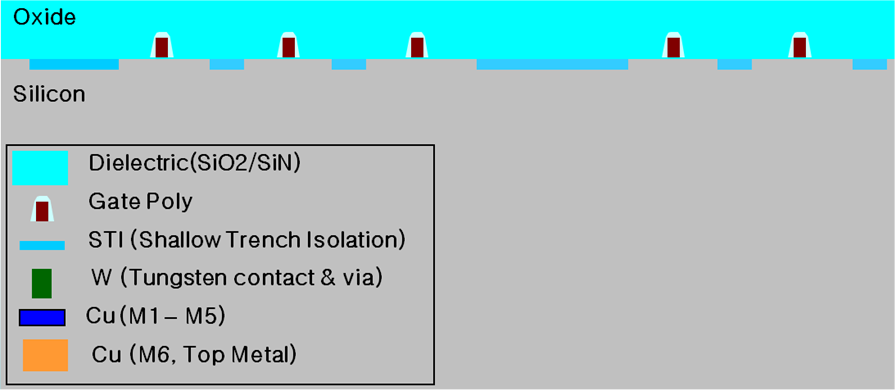 Oxide
Silicon
Dielectric(SiO2/SiN)
Gate Poly
STI (Shallow Trench Isolation)
W (Tungsten contact & via)
Cu(M1– M5)
Cu (M6, Top Metal)